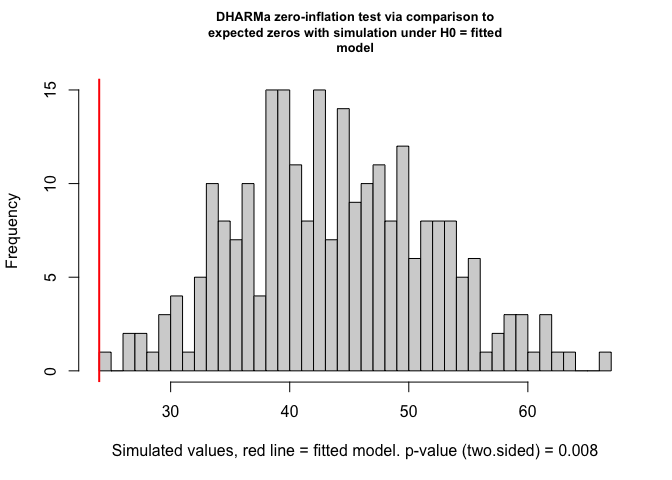 DHARMa zero-inflation test via comparison to
expected zeros with simulation under H0 = fitted
model
Frequency
15
10
5
0
30 40 50 60
Simulated values, red line = fitted model. p-value (two.sided) = 0.008